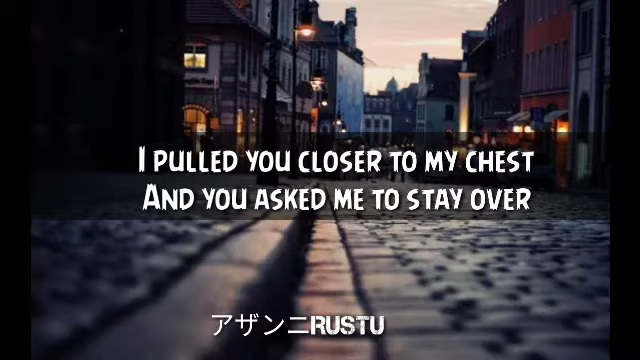 I PULLED YOU CLOSER TO MY CHEST
AND YOU ASKED ME TO STAY OVER
アザンニRUSTU